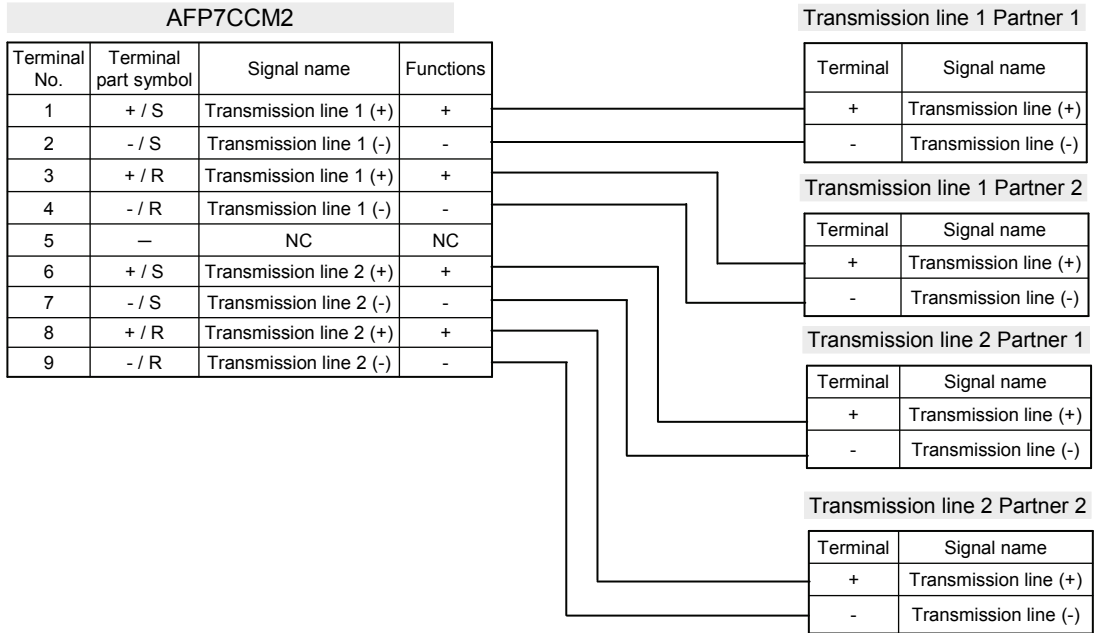 AFP7CCM2
Terminal No. Terminal part symbol Signal name Functions
1 + / S Transmission line 1 (+) +
2 - / S Transmission line 1 (-) -
3 + / R Transmission line 1 (+) +
4 - / R Transmission line 1 (-) -
5 — NC NC
6 + / S Transmission line 2 (+) +
7 - / S Transmission line 2 (-) -
8 + / R Transmission line 2 (+) +
9 - / R Transmission line 2 (-) -
Transmission line 1 Partner 1
Terminal Signal name
+ Transmission line (+)
- Transmission line (-)
Transmission line 1 Partner 2
Terminal Signal name
+ Transmission line (+)
- Transmission line (-)
Transmission line 2 Partner 1
Terminal Signal name
+ Transmission line (+)
- Transmission line (-)
Transmission line 2 Partner 2
Terminal Signal name
+ Transmission line (+)
- Transmission line (-)